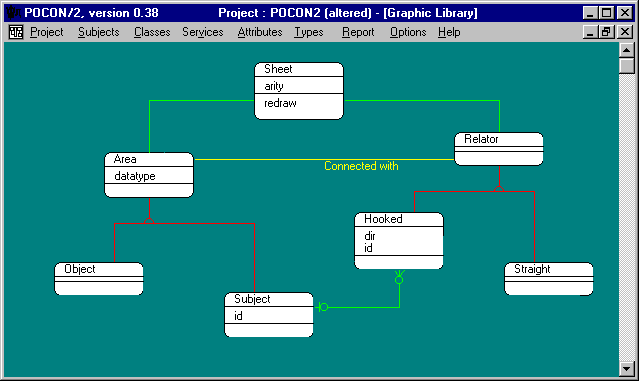 POCON/2, version 0.38 Project : POCON2 (altered) - [Graphic Library]
Project Subjects Classes Services Attributes Types Report Options Help
Sheet
arity
redraw
Relator
Area
datatype
Connected with
Hooked
dir
id
Object
Straight
Subject
id